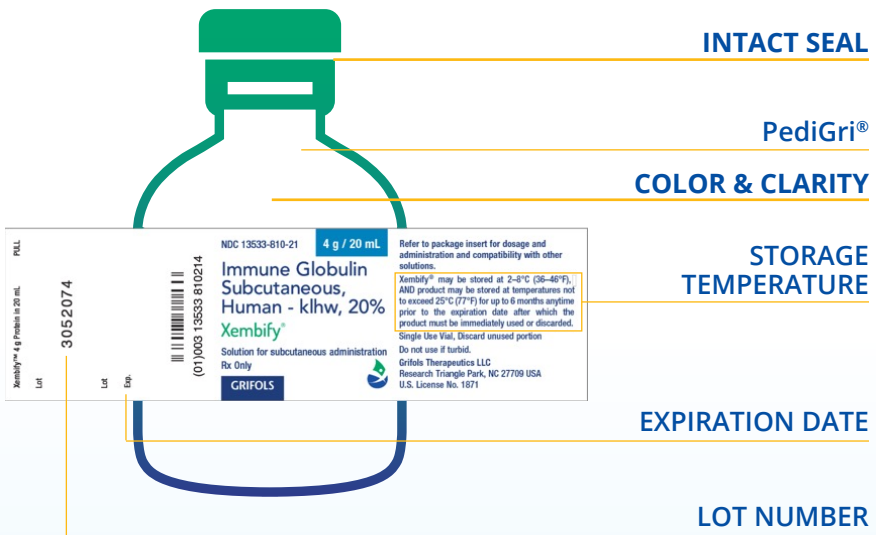 INTACT SEAL
PediGri®
COLOR & CLARITY
STORAGE
TEMPERATURE
EXPIRATION DATE
LOT NUMBER
Xembify™ 4 g Protein in 20 mL
PULL
Lot
3052074
Lot
Exp.
(01)003 13533 810214
NDC 13533-810-21
4 g / 20 mL
Immune Globulin
Subcutaneous,
Human - klhw, 20%
Xembify®
Solution for subcutaneous administration
Rx Only
GRIFOLS
Refer to package insert for dosage and
administration and compatibility with other
solutions.
Xembify® may be stored at 2–8°C (36–46°F),
AND product may be stored at temperatures not
to exceed 25°C (77°F) for up to 6 months anytime
prior to the expiration date after which the
product must be immediately used or discarded.
Single Use Vial, Discard unused portion
Do not use if turbid.
Grifols Therapeutics LLC
Research Triangle Park, NC 27709 USA
U.S. License No. 1871